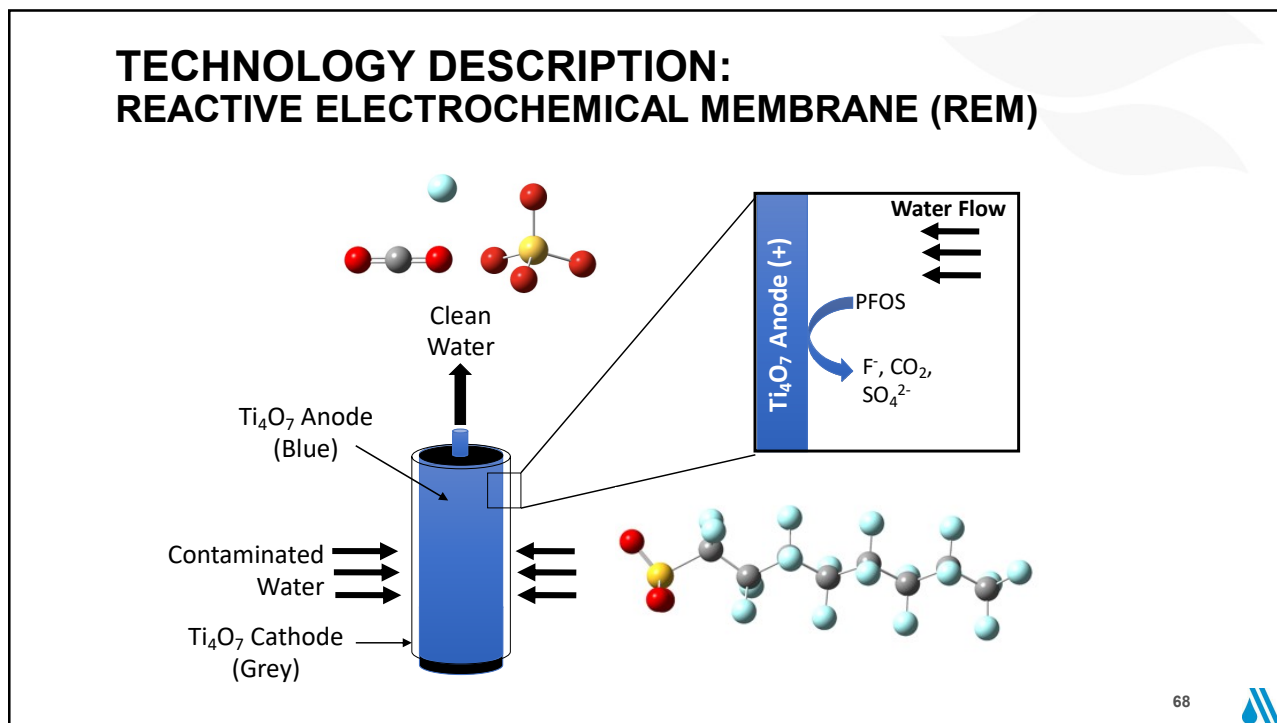 TECHNOLOGY DESCRIPTION:
REACTIVE ELECTROCHEMICAL MEMBRANE (REM)
Clean
Water
Ti₄O₇ Anode
(Blue)
Contaminated
Water
Ti₄O₇ Cathode
(Grey)
Ti₄O₇ Anode (+)
Water Flow
PFOS
F⁻, CO₂,
SO₄²⁻
68